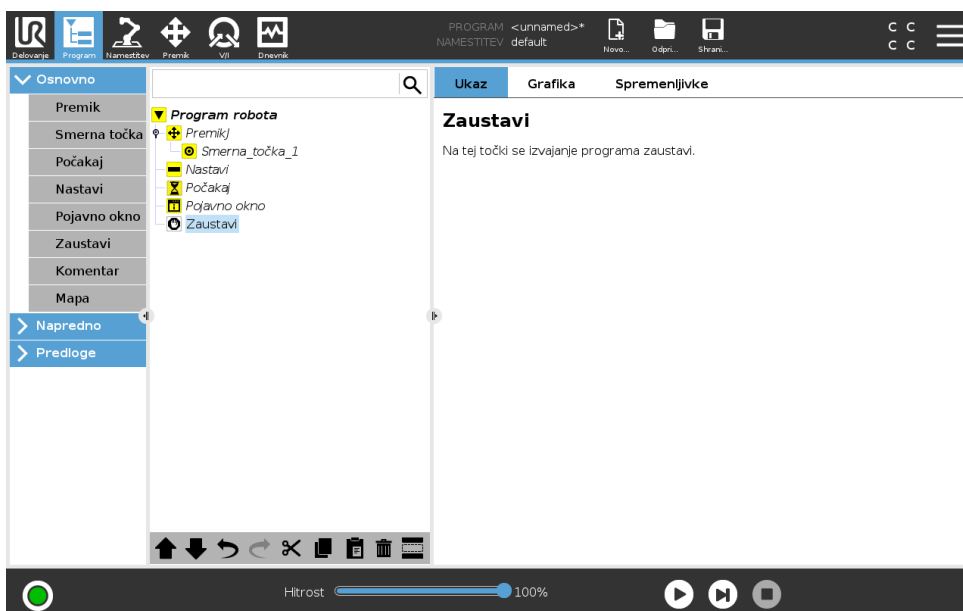 PROGRAM <unnamed>*
NAMESTITEV default
Delovanje Program Namestitev Premik V/I Dnevnik Novo... Odpri... Shrani...
C C
C C
Osnovno
Premik
Smerna točka
Počakaj
Nastavi
Pojavno okno
Zaustavi
Komentar
Mapa
Napredno
Predloge
Program robota
PremikJ
Smerna_točka_1
Nastavi
Počakaj
Pojavno okno
Zaustavi
Ukaz Grafika Spremenljivke
Zaustavi
Na tej točki se izvajanje programa zaustavi.
Hitrost 100%